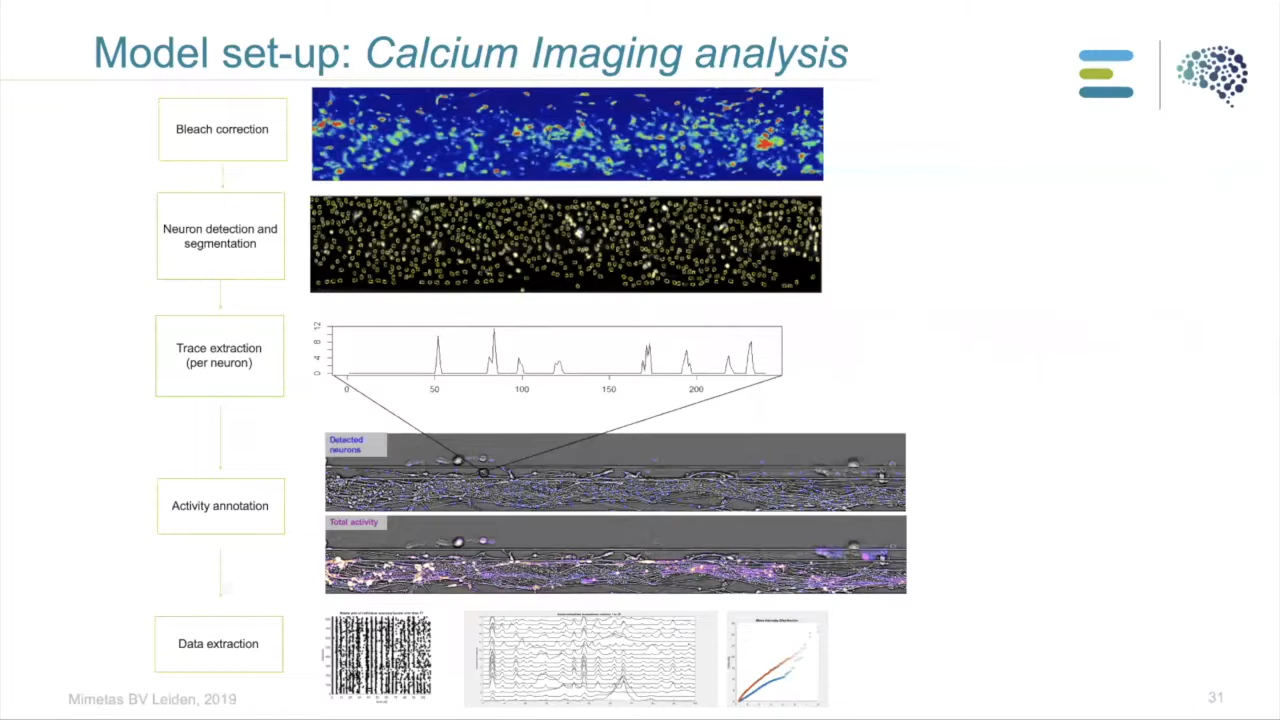 Model set-up: Calcium Imaging analysis
Bleach correction
Neuron detection and
segmentation
Trace extraction
(per neuron)
12
8
4
0
0
50
100
150
200
Detected
neurons
Activity annotation
Total activity
Data extraction
Mimetas BV Leiden, 2019
31